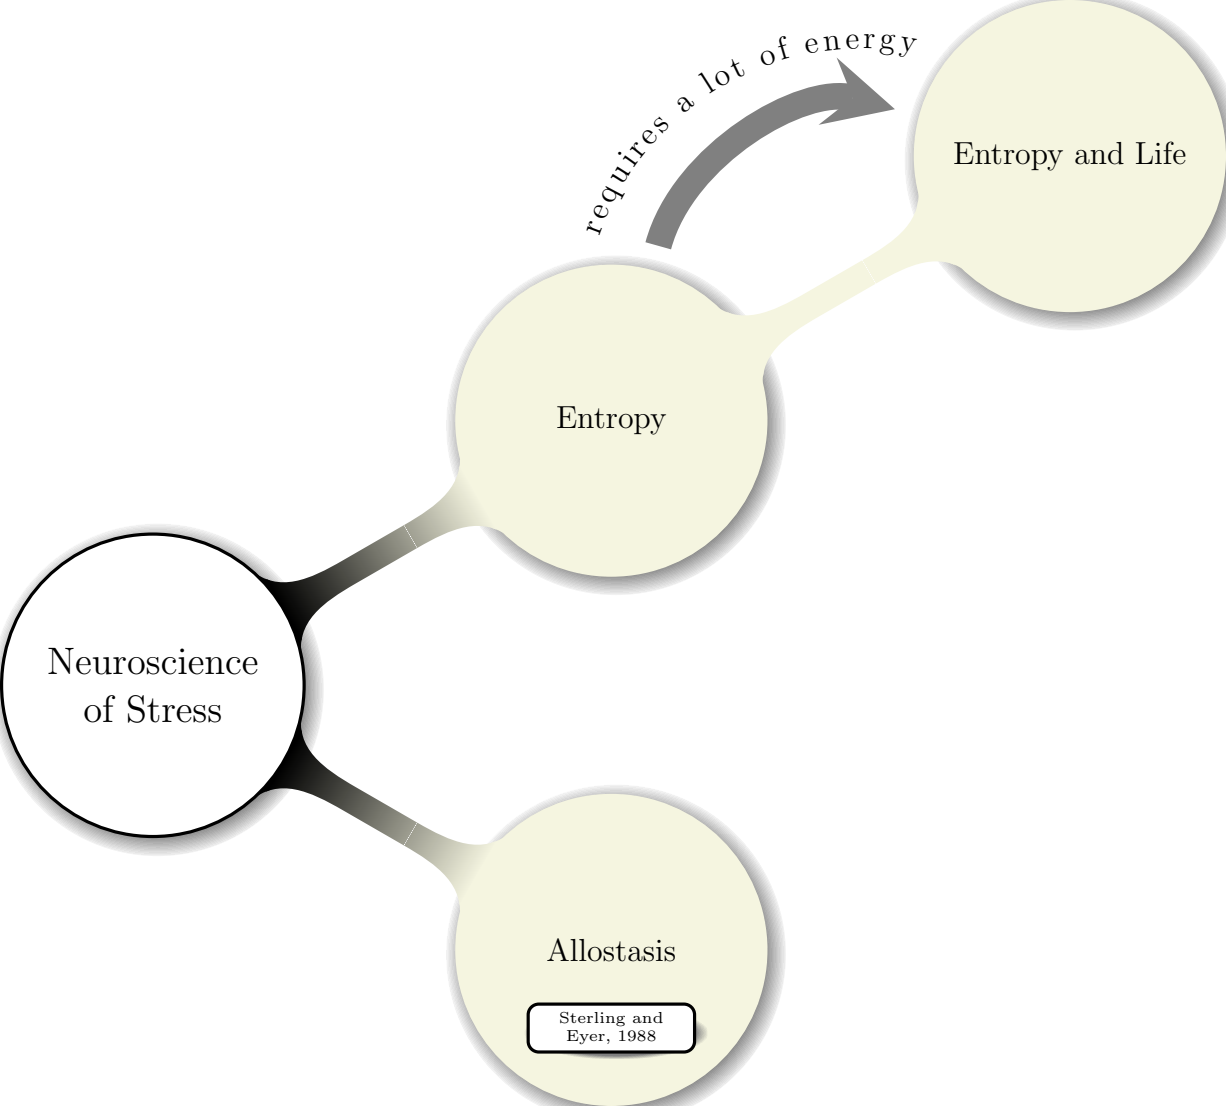 requires a lot of energy
Entropy and Life
Entropy
Neuroscience
of Stress
Allostasis
Sterling and
Eyer, 1988